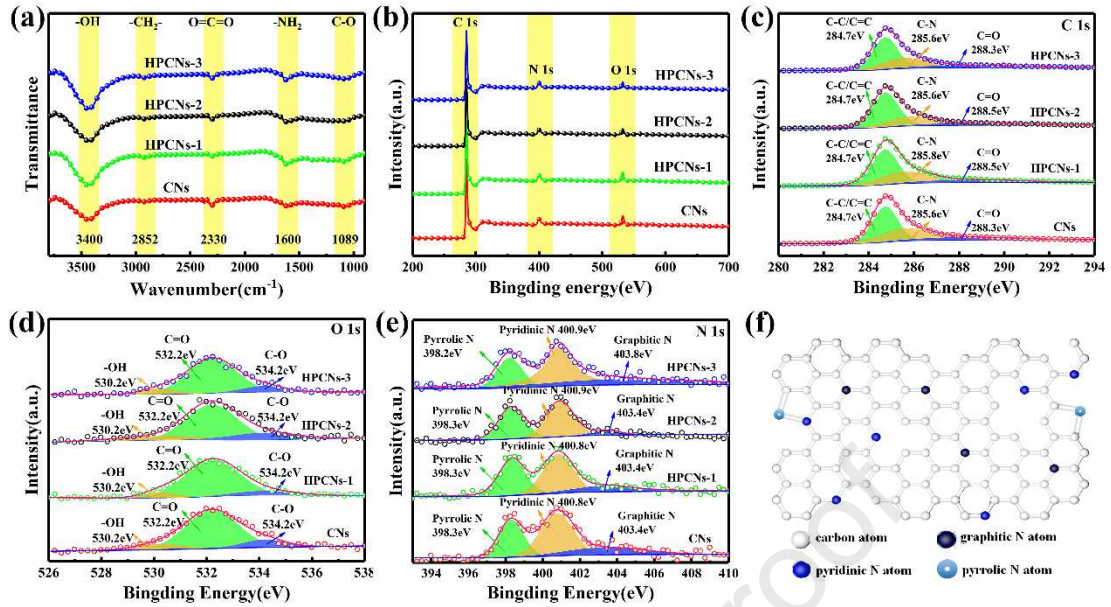 (a)
-OH -CH₂- O=C=O -NH₂ C-O
HPCNs-3
HPCNs-2
HPCNs-1
CNs
3400 2852 2330 1600 1089
3500 3000 2500 2000 1500 1000
Wavenumber(cm⁻¹)
Transmittance
(b)
C 1s
N 1s O 1s
HPCNs-3
HPCNs-2
HPCNs-1
CNs
200 300 400 500 600 700
Bingding energy(eV)
Intensity(a.u.)
(c)
C 1s
C-C/C=C
284.7eV
C-N
285.6eV
C=O
288.3eV
HPCNs-3
C-C/C=C
284.7eV
C-N
285.6eV
C=O
288.5eV
HPCNs-2
C-C/C=C
284.7eV
C-N
285.8eV
C=O
288.5eV
HPCNs-1
C-C/C=C
284.7eV
C-N
285.6eV
C=O
288.3eV
CNs
280 282 284 286 288 290 292 294
Bingding Energy(eV)
Intensity(a.u.)
(d)
O 1s
-OH
530.2eV
C=O
532.2eV
C-O
534.2eV
HPCNs-3
-OH
530.2eV
C=O
532.2eV
C-O
534.2eV
HPCNs-2
-OH
530.2eV
C=O
532.2eV
C-O
534.2eV
HPCNs-1
-OH
530.2eV
C=O
532.2eV
C-O
534.2eV
CNs
526 528 530 532 534 536 538
Bingding Energy(eV)
Intensity(a.u.)
(e)
N 1s
Pyrrolic N
398.2eV
Pyridinic N 400.9eV
Graphitic N
403.8eV
HPCNs-3
Pyrrolic N
398.3eV
Pyridinic N 400.9eV
Graphitic N
403.4eV
HPCNs-2
Pyrrolic N
398.3eV
Pyridinic N 400.8eV
Graphitic N
403.4eV
HPCNs-1
Pyrrolic N
398.3eV
Pyridinic N 400.8eV
Graphitic N
403.4eV
CNs
394 396 398 400 402 404 406 408 410
Bingding Energy(eV)
Intensity(a.u.)
(f)
carbon atom
graphitic N atom
pyridinic N atom
pyrrolic N atom